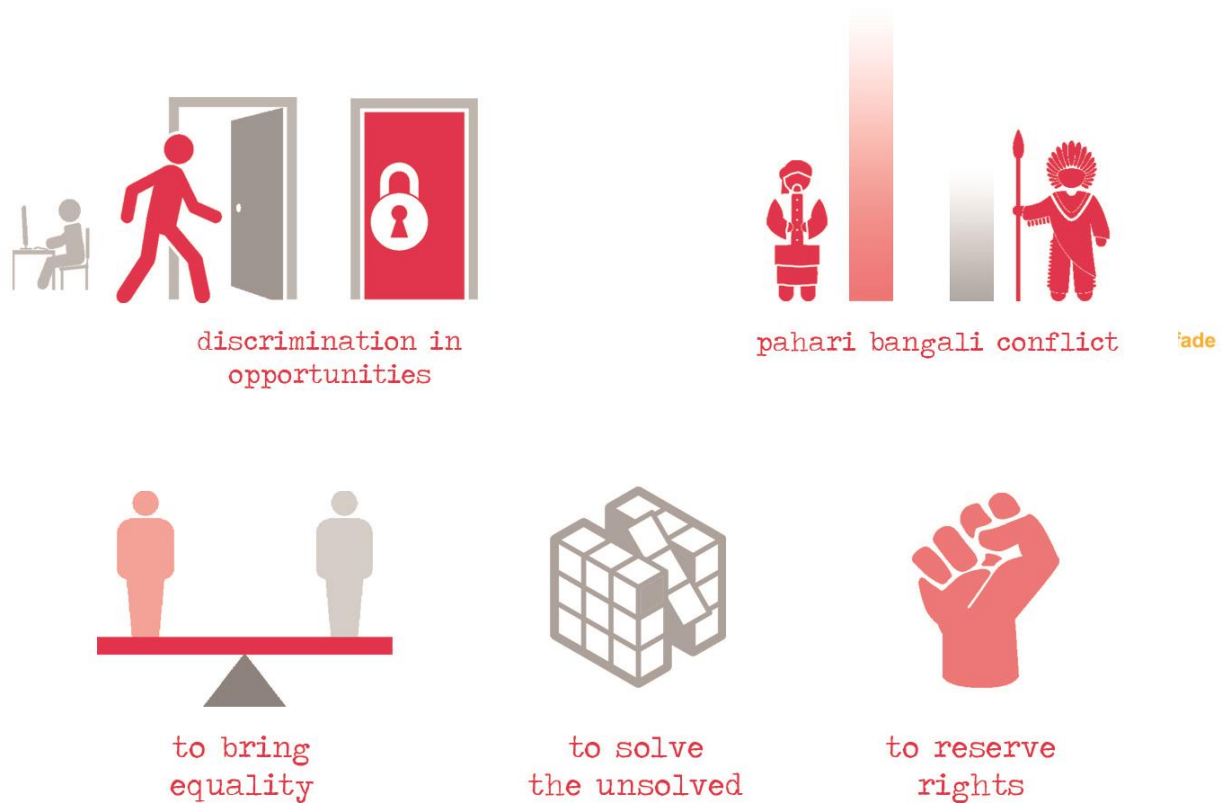 discrimination in
opportunities
pahari bangali conflict
fade
to bring
equality
to solve
the unsolved
to reserve
rights